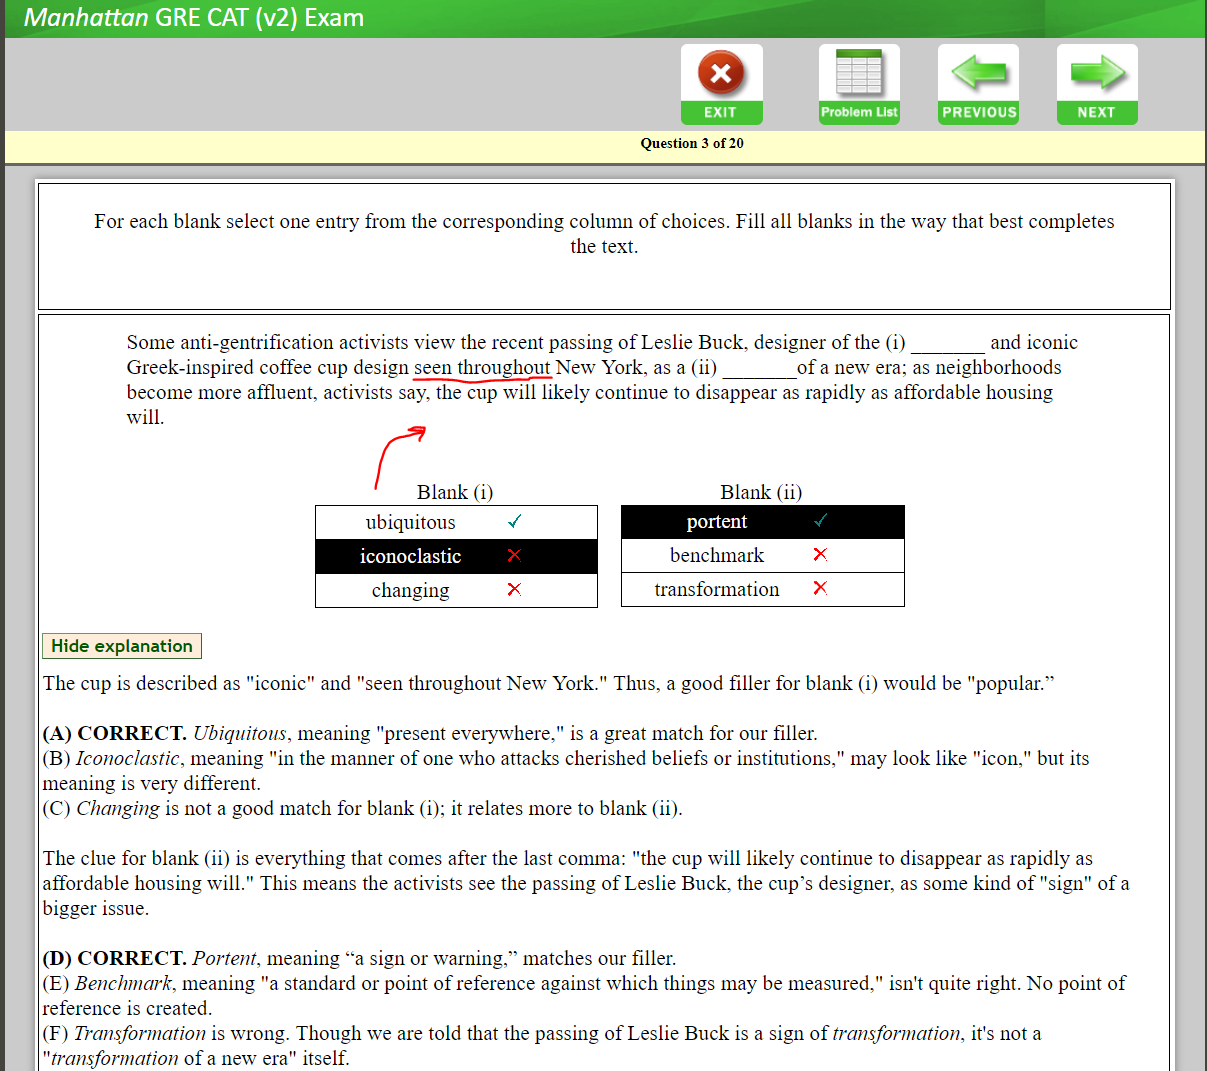 Manhattan GRE CAT (v2) Exam
EXIT
Problem List
PREVIOUS
NEXT
Question 3 of 20
For each blank select one entry from the corresponding column of choices. Fill all blanks in the way that best completes
the text.
Some anti-gentrification activists view the recent passing of Leslie Buck, designer of the (i) _______ and iconic
Greek-inspired coffee cup design seen throughout New York, as a (ii) _______of a new era; as neighborhoods
become more affluent, activists say, the cup will likely continue to disappear as rapidly as affordable housing
will.
Blank (i)
ubiquitous
iconoclastic
changing
Blank (ii)
portent
benchmark
transformation
Hide explanation
The cup is described as "iconic" and "seen throughout New York." Thus, a good filler for blank (i) would be "popular.”
(A) CORRECT. Ubiquitous, meaning "present everywhere," is a great match for our filler.
(B) Iconoclastic, meaning "in the manner of one who attacks cherished beliefs or institutions," may look like "icon," but its
meaning is very different.
(C) Changing is not a good match for blank (i); it relates more to blank (ii).
The clue for blank (ii) is everything that comes after the last comma: "the cup will likely continue to disappear as rapidly as
affordable housing will." This means the activists see the passing of Leslie Buck, the cup’s designer, as some kind of "sign" of a
bigger issue.
(D) CORRECT. Portent, meaning “a sign or warning,” matches our filler.
(E) Benchmark, meaning "a standard or point of reference against which things may be measured," isn't quite right. No point of
reference is created.
(F) Transformation is wrong. Though we are told that the passing of Leslie Buck is a sign of transformation, it's not a
"transformation of a new era" itself.